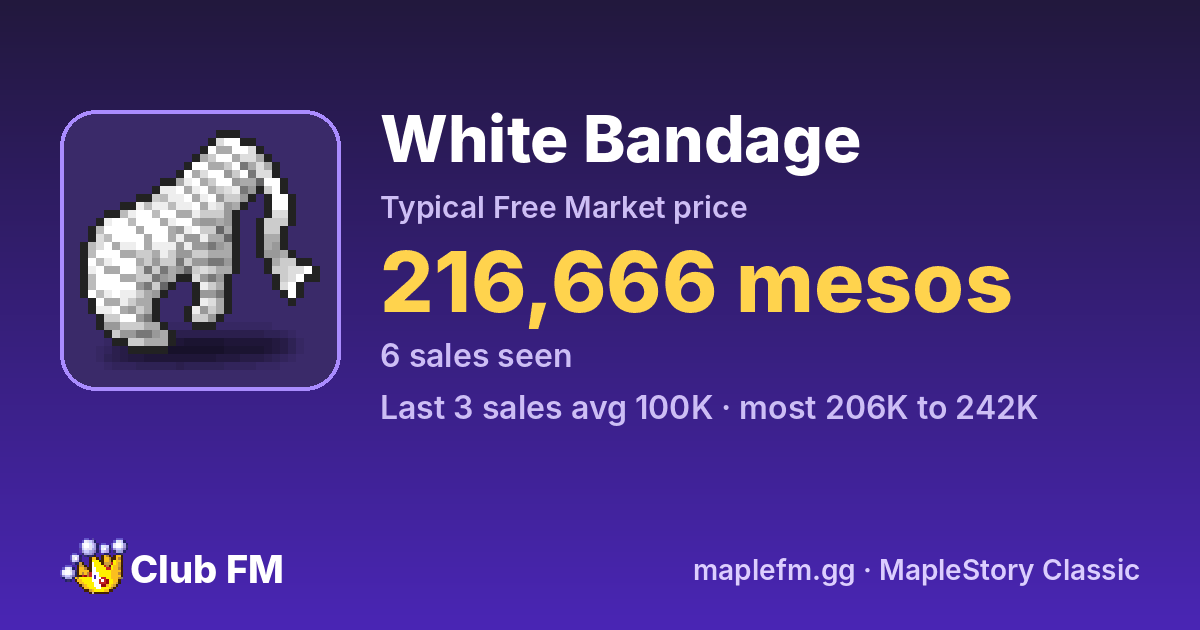 White Bandage
Typical Free Market price
216,666 mesos
6 sales seen
Last 3 sales avg 100K · most 206K to 242K
Club FM
maplefm.gg · MapleStory Classic